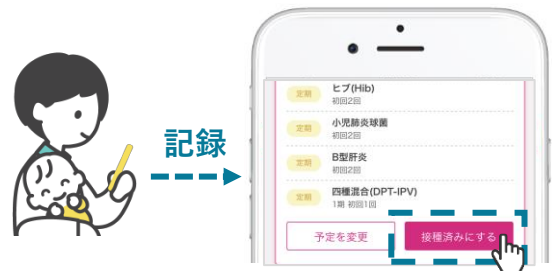 記録
定期
ヒブ(Hib)
初回2回
定期
小児肺炎球菌
初回2回
定期
B型肝炎
初回2回
定期
四種混合(DPT-IPV)
1期 初回1回
予定を変更
接種済みにする